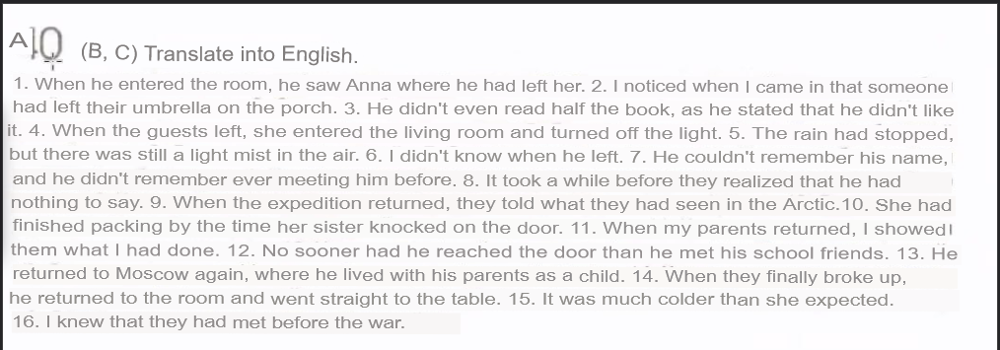 A10 (B, C) Translate into English.
1. When he entered the room, he saw Anna where he had left her. 2. I noticed when I came in that someone
had left their umbrella on the porch. 3. He didn't even read half the book, as he stated that he didn't like
it. 4. When the guests left, she entered the living room and turned off the light. 5. The rain had stopped,
but there was still a light mist in the air. 6. I didn't know when he left. 7. He couldn't remember his name,
and he didn't remember ever meeting him before. 8. It took a while before they realized that he had
nothing to say. 9. When the expedition returned, they told what they had seen in the Arctic.10. She had
finished packing by the time her sister knocked on the door. 11. When my parents returned, I showed
them what I had done. 12. No sooner had he reached the door than he met his school friends. 13. He
returned to Moscow again, where he lived with his parents as a child. 14. When they finally broke up,
he returned to the room and went straight to the table. 15. It was much colder than she expected.
16. I knew that they had met before the war.